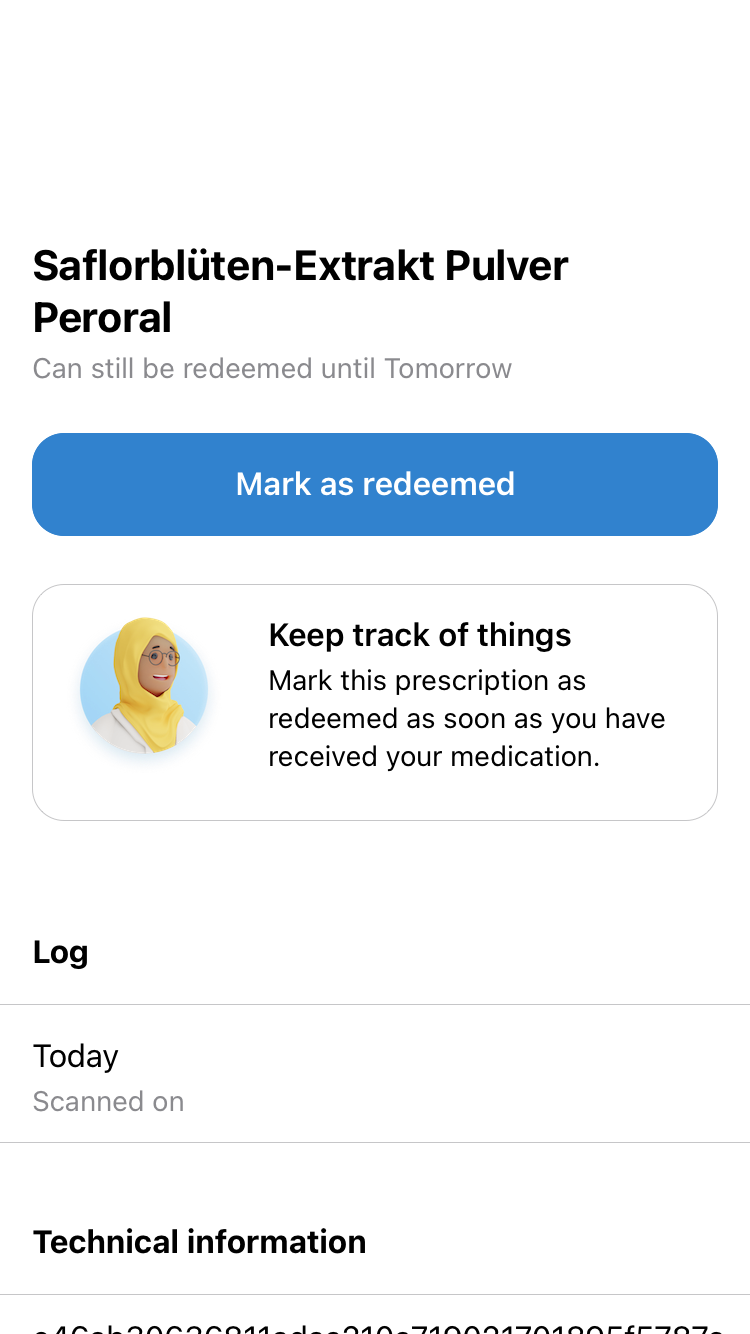 Saflorblüten-Extrakt Pulver
Peroral
Can still be redeemed until Tomorrow
Mark as redeemed
Keep track of things
Mark this prescription as
redeemed as soon as you have
received your medication.
Log
Today
Scanned on
Technical information